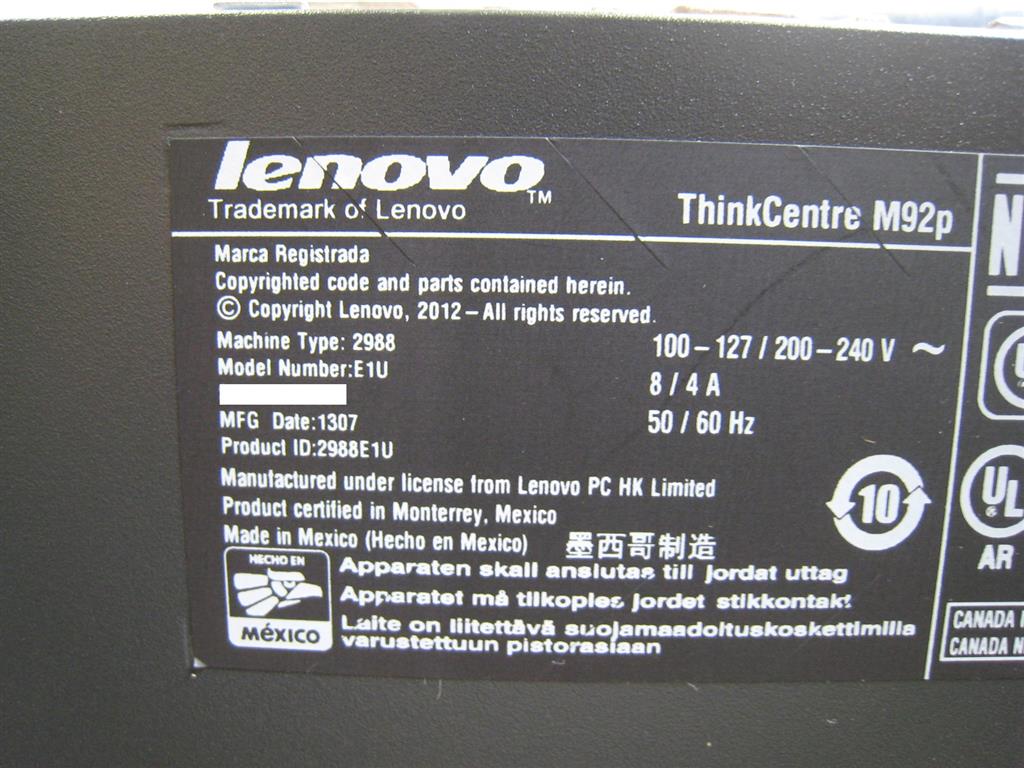 lenovo™
Trademark of Lenovo
ThinkCentre M92p
Marca Registrada
Copyrighted code and parts contained herein.
© Copyright Lenovo, 2012 – All rights reserved.
Machine Type: 2988
100 – 127 / 200 – 240 V ~
Model Number:E1U
8 / 4 A
MFG Date:1307
50 / 60 Hz
Product ID:2988E1U
Manufactured under license from Lenovo PC HK Limited
Product certified in Monterrey, Mexico
Made in Mexico (Hecho en Mexico) 墨西哥制造
10
HECHO EN
MÉXICO
Apparaten skall anslutas till jordat uttag
Apparatet må tilkoples jordet stikkontakt
Laite on liitettävä suojamaadoituskoskettimilla
varustettuun pistorasiaan
N
UL
AR
CANADA
CANADA